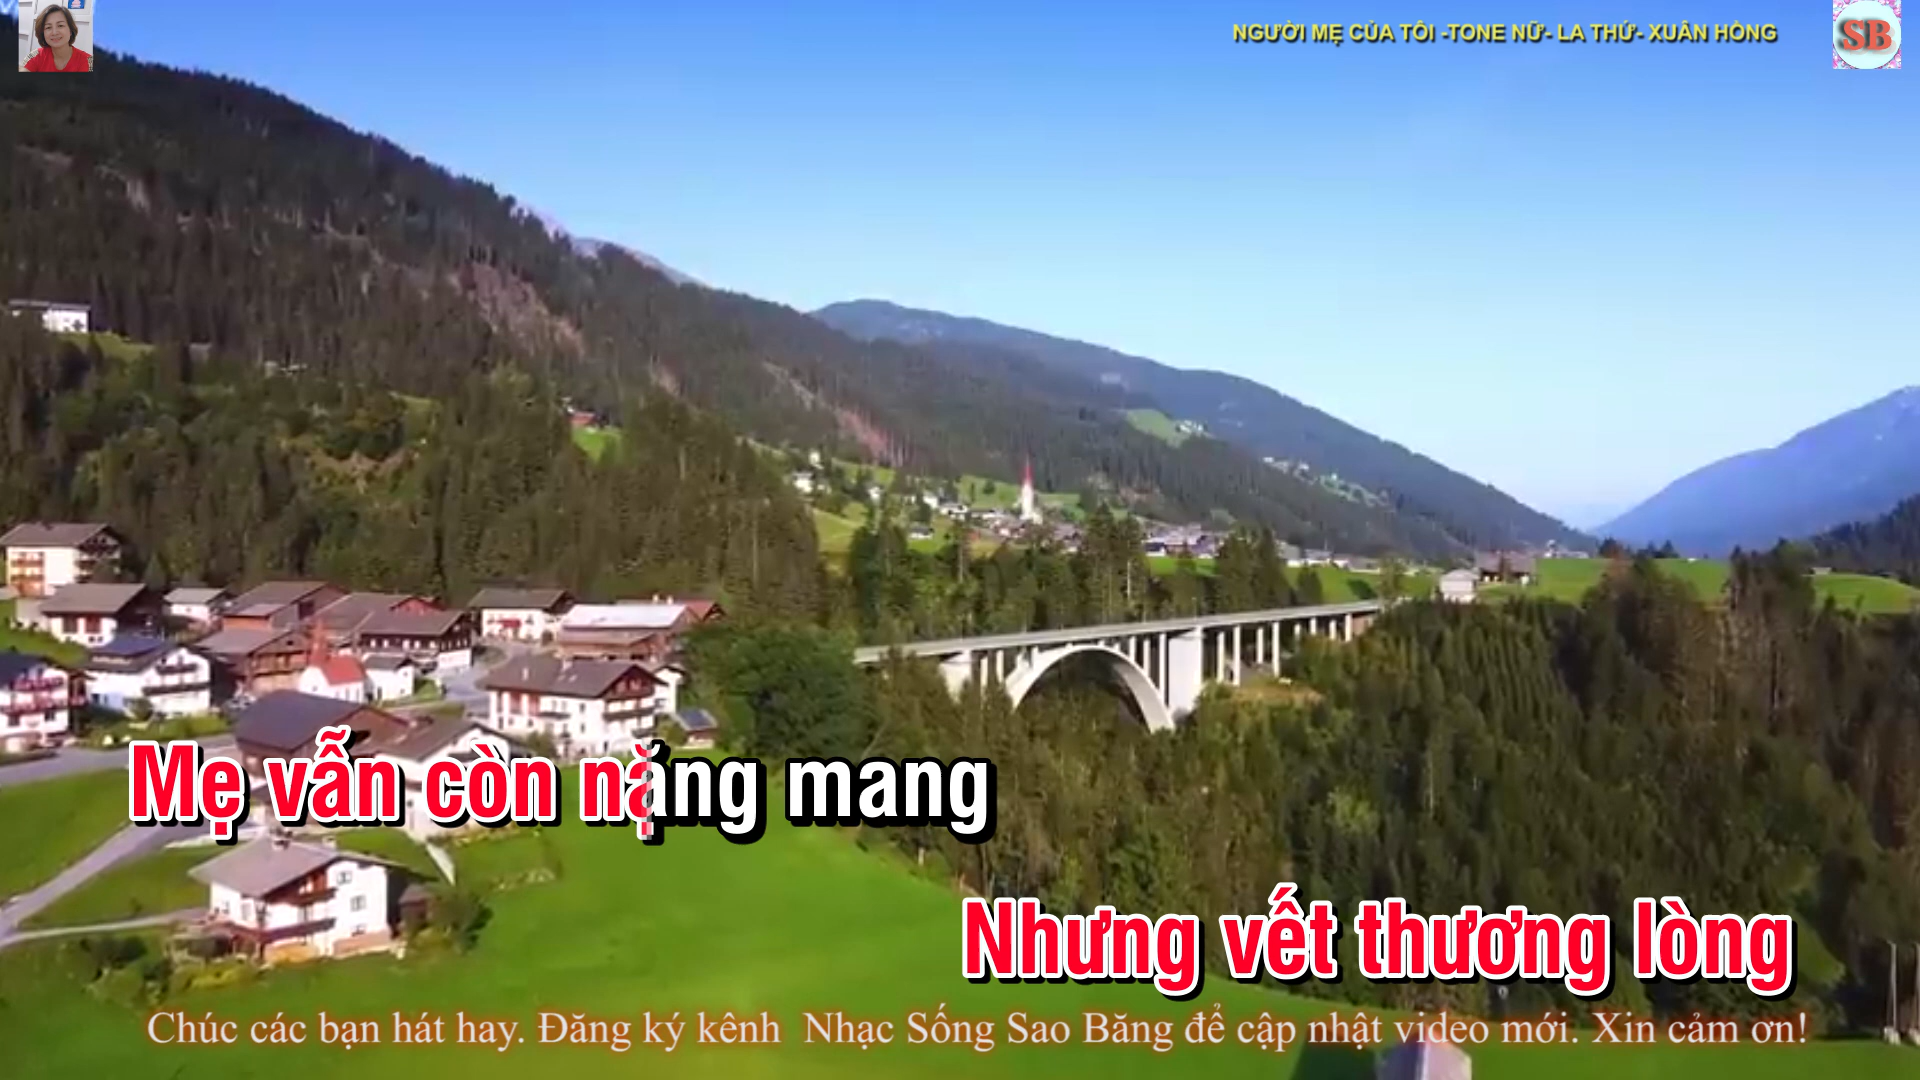 NGƯỜI MẸ CỦA TÔI -TONE NỮ- LA THỨ- XUÂN HỒNG
SB
Mẹ vẫn còn nặng mang
Nhưng vết thương lòng
Chúc các bạn hát hay. Đăng ký kênh  Nhạc Sống Sao Băng để cập nhật video mới. Xin cảm ơn!